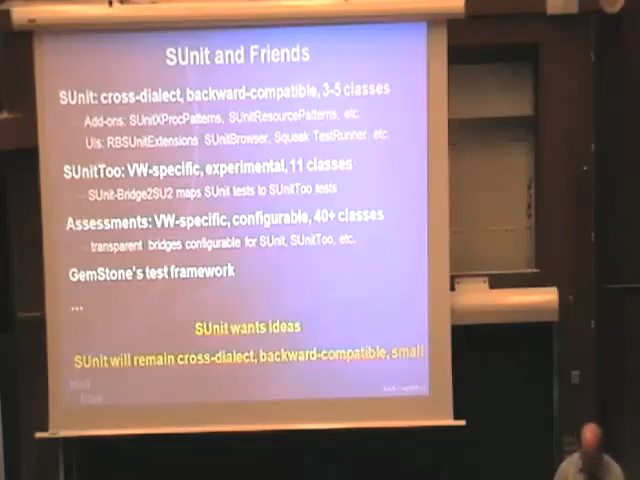 SUnit and Friends
SUnit: cross-dialect, backward-compatible, 3-5 classes
Add-ons: SUnitXProcPatterns, SUnitResourcePatterns, etc.
UIs: RBSUnitExtensions SUnitBrowser, Squeak TestRunner, etc.
SUnitToo: VW-specific, experimental, 11 classes
SUnit-Bridge2SU2 maps SUnit tests to SUnitToo tests
Assessments: VW-specific, configurable, 40+ classes
transparent bridges configurable for SUnit, SUnitToo, etc.
GemStone's test framework
...
SUnit wants ideas
SUnit will remain cross-dialect, backward-compatible, small